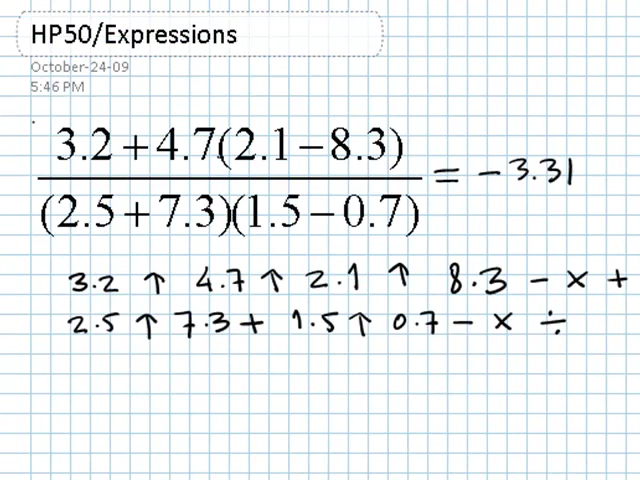 HP50/Expressions
October-24-09
5:46 PM
3.2+4.7(2.1−8.3)
(2.5+7.3)(1.5−0.7)
= −3.31
3.2 ↑ 4.7 ↑ 2.1 ↑ 8.3 − × +
2.5 ↑ 7.3 + 1.5 ↑ 0.7 − × ÷